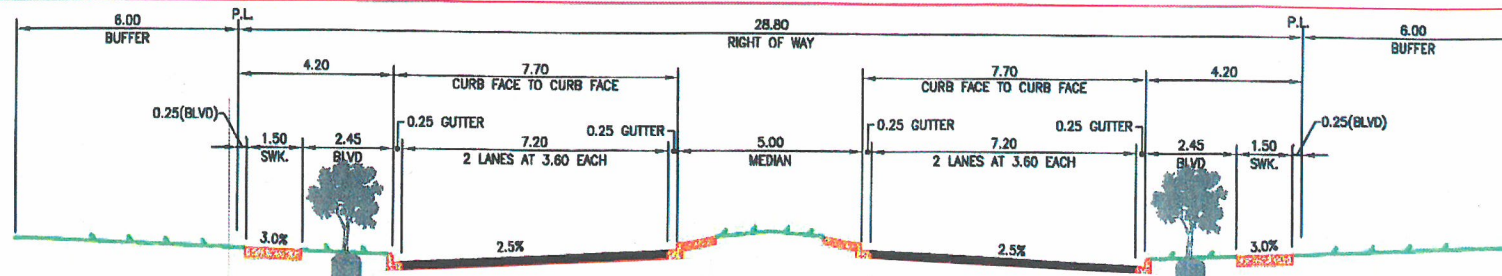 6.00
BUFFER
P.L.
28.80
RIGHT OF WAY
P.L.
6.00
BUFFER
4.20
7.70
CURB FACE TO CURB FACE
7.70
CURB FACE TO CURB FACE
4.20
0.25(BLVD)
1.50
SWK.
2.45
BLVD
0.25 GUTTER
7.20
2 LANES AT 3.60 EACH
0.25 GUTTER
5.00
MEDIAN
0.25 GUTTER
7.20
2 LANES AT 3.60 EACH
0.25 GUTTER
2.45
BLVD
1.50
SWK.
0.25(BLVD)
3.0%
2.5%
2.5%
3.0%